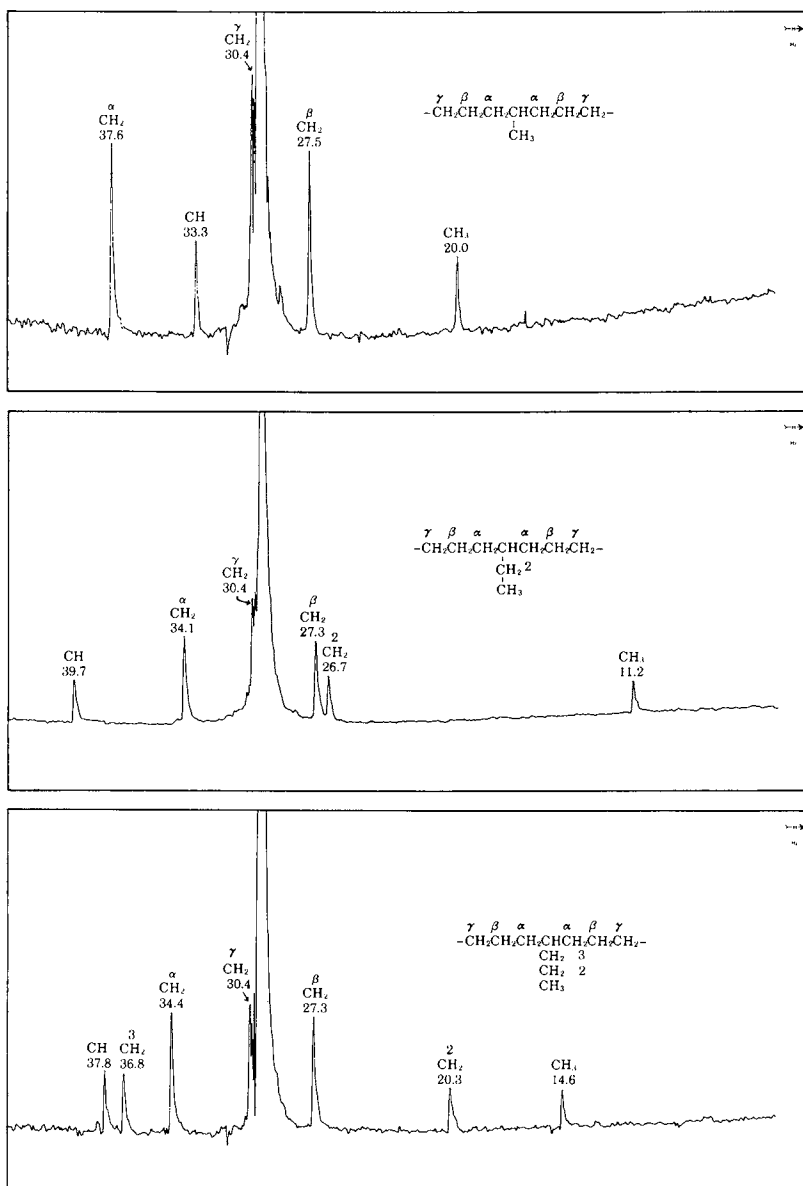 γ
CH₂
30.4
α
CH₂
37.6
CH
33.3
β
CH₂
27.5
CH₃
20.0
γ β α α β γ
-CH₂CH₂CH₂CHCH₂CH₂CH₂-
CH₃
CH
39.7
α
CH₂
34.1
γ
CH₂
30.4
β
CH₂
27.3
2
CH₂
26.7
CH₃
11.2
γ β α α β γ
-CH₂CH₂CH₂CHCH₂CH₂CH₂-
CH₂ 2
CH₃
CH
37.8
3
CH₂
36.8
α
CH₂
34.4
γ
CH₂
30.4
β
CH₂
27.3
2
CH₂
20.3
CH₃
14.6
γ β α α β γ
-CH₂CH₂CH₂CHCH₂CH₂CH₂-
CH₂ 3
CH₂ 2
CH₃